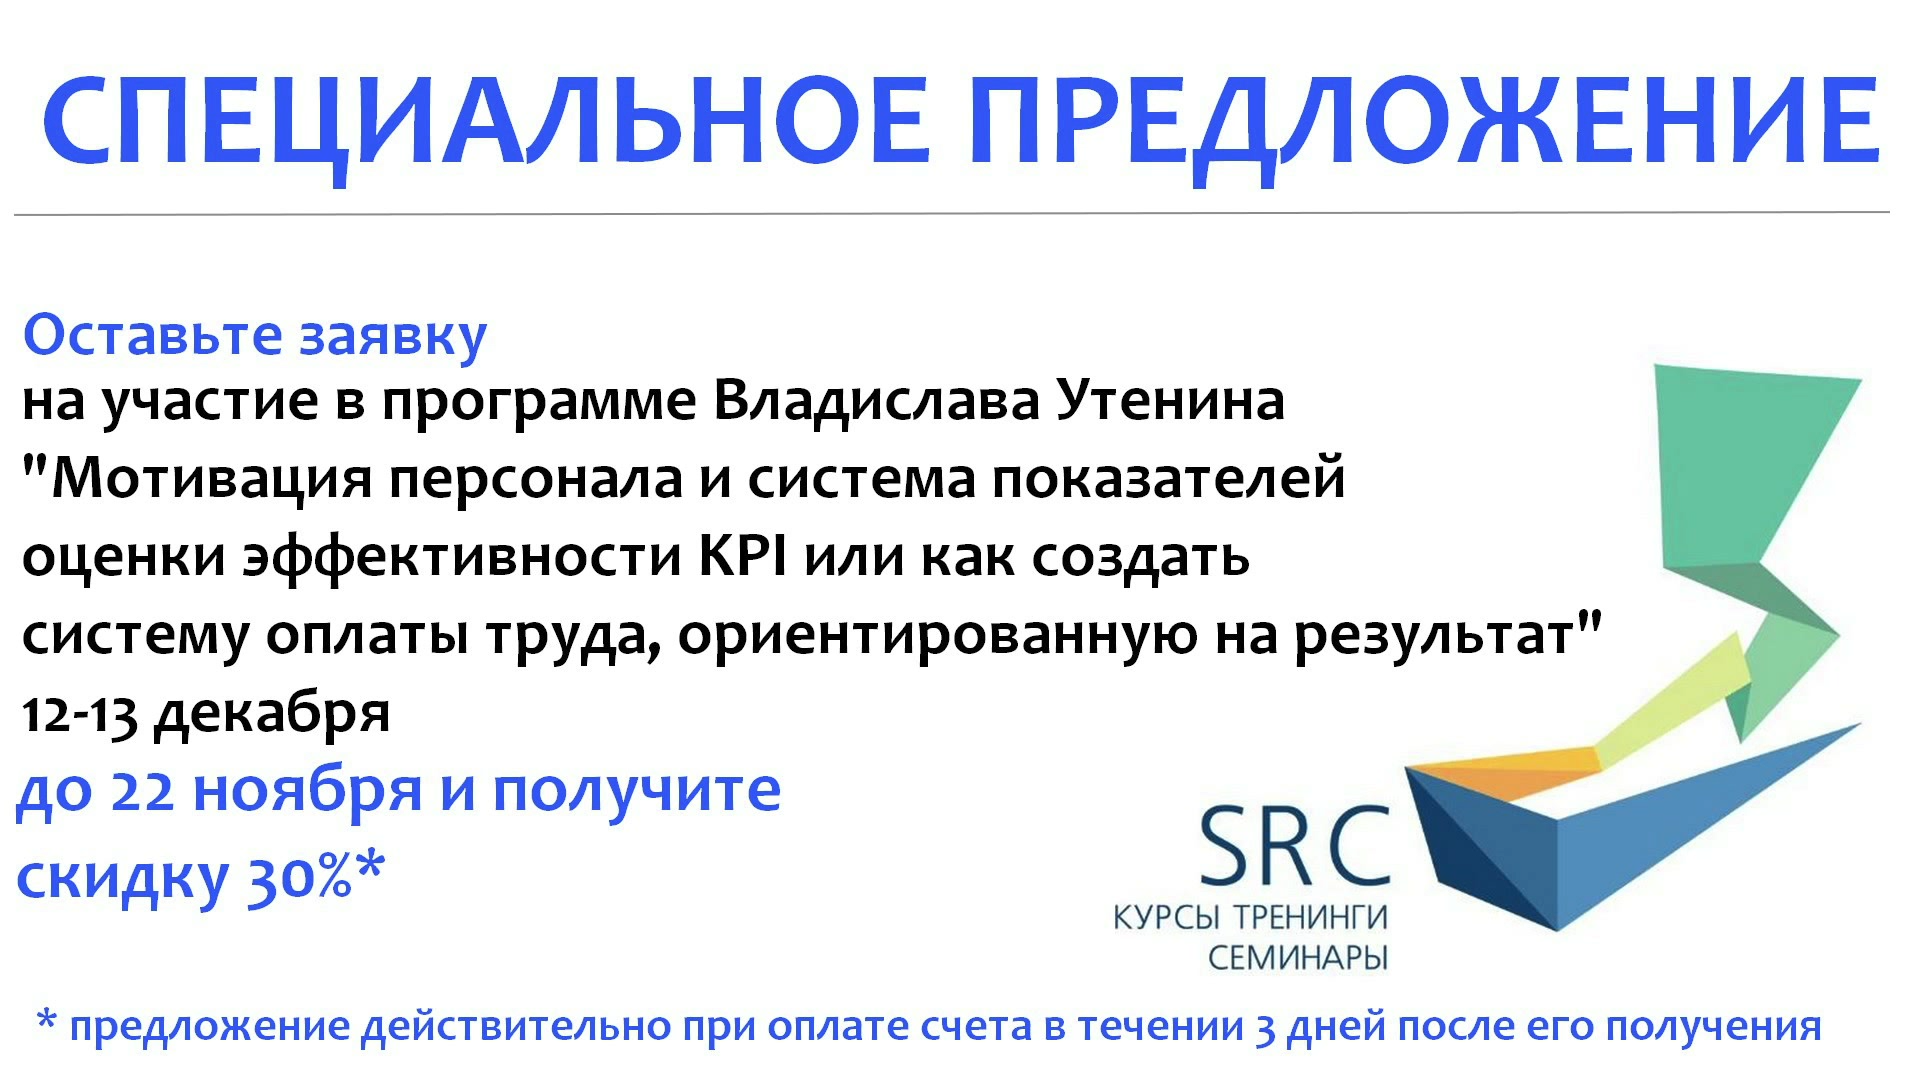 СПЕЦИАЛЬНОЕ ПРЕДЛОЖЕНИЕ
Оставьте заявку
на участие в программе Владислава Утенина
"Мотивация персонала и система показателей
оценки эффективности KPI или как создать
систему оплаты труда, ориентированную на результат"
12-13 декабря
до 22 ноября и получите
скидку 30%*
SRC
КУРСЫ ТРЕНИНГИ
СЕМИНАРЫ
* предложение действительно при оплате счета в течении 3 дней после его получения